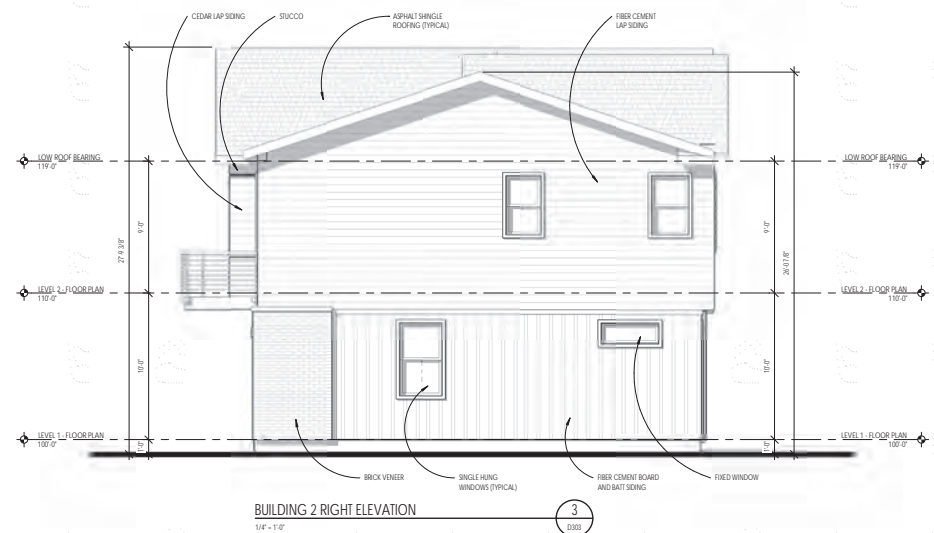 CEDAR LAP SIDING
STUCCO
ASPHALT SHINGLE
ROOFING (TYPICAL)
FIBER CEMENT
LAP SIDING
LOW ROOF BEARING
119'-0"
LOW ROOF BEARING
119'-0"
9'-0"
9'-0"
27'-9 3/8"
26'-0 7/8"
LEVEL 2 - FLOOR PLAN
110'-0"
LEVEL 2 - FLOOR PLAN
110'-0"
10'-0"
10'-0"
LEVEL 1 - FLOOR PLAN
100'-0"
LEVEL 1 - FLOOR PLAN
100'-0"
1'-0"
1'-0"
BRICK VENEER
SINGLE HUNG
WINDOWS (TYPICAL)
FIBER CEMENT BOARD
AND BATT SIDING
FIXED WINDOW
BUILDING 2 RIGHT ELEVATION
3
1/4" = 1'-0"
D303